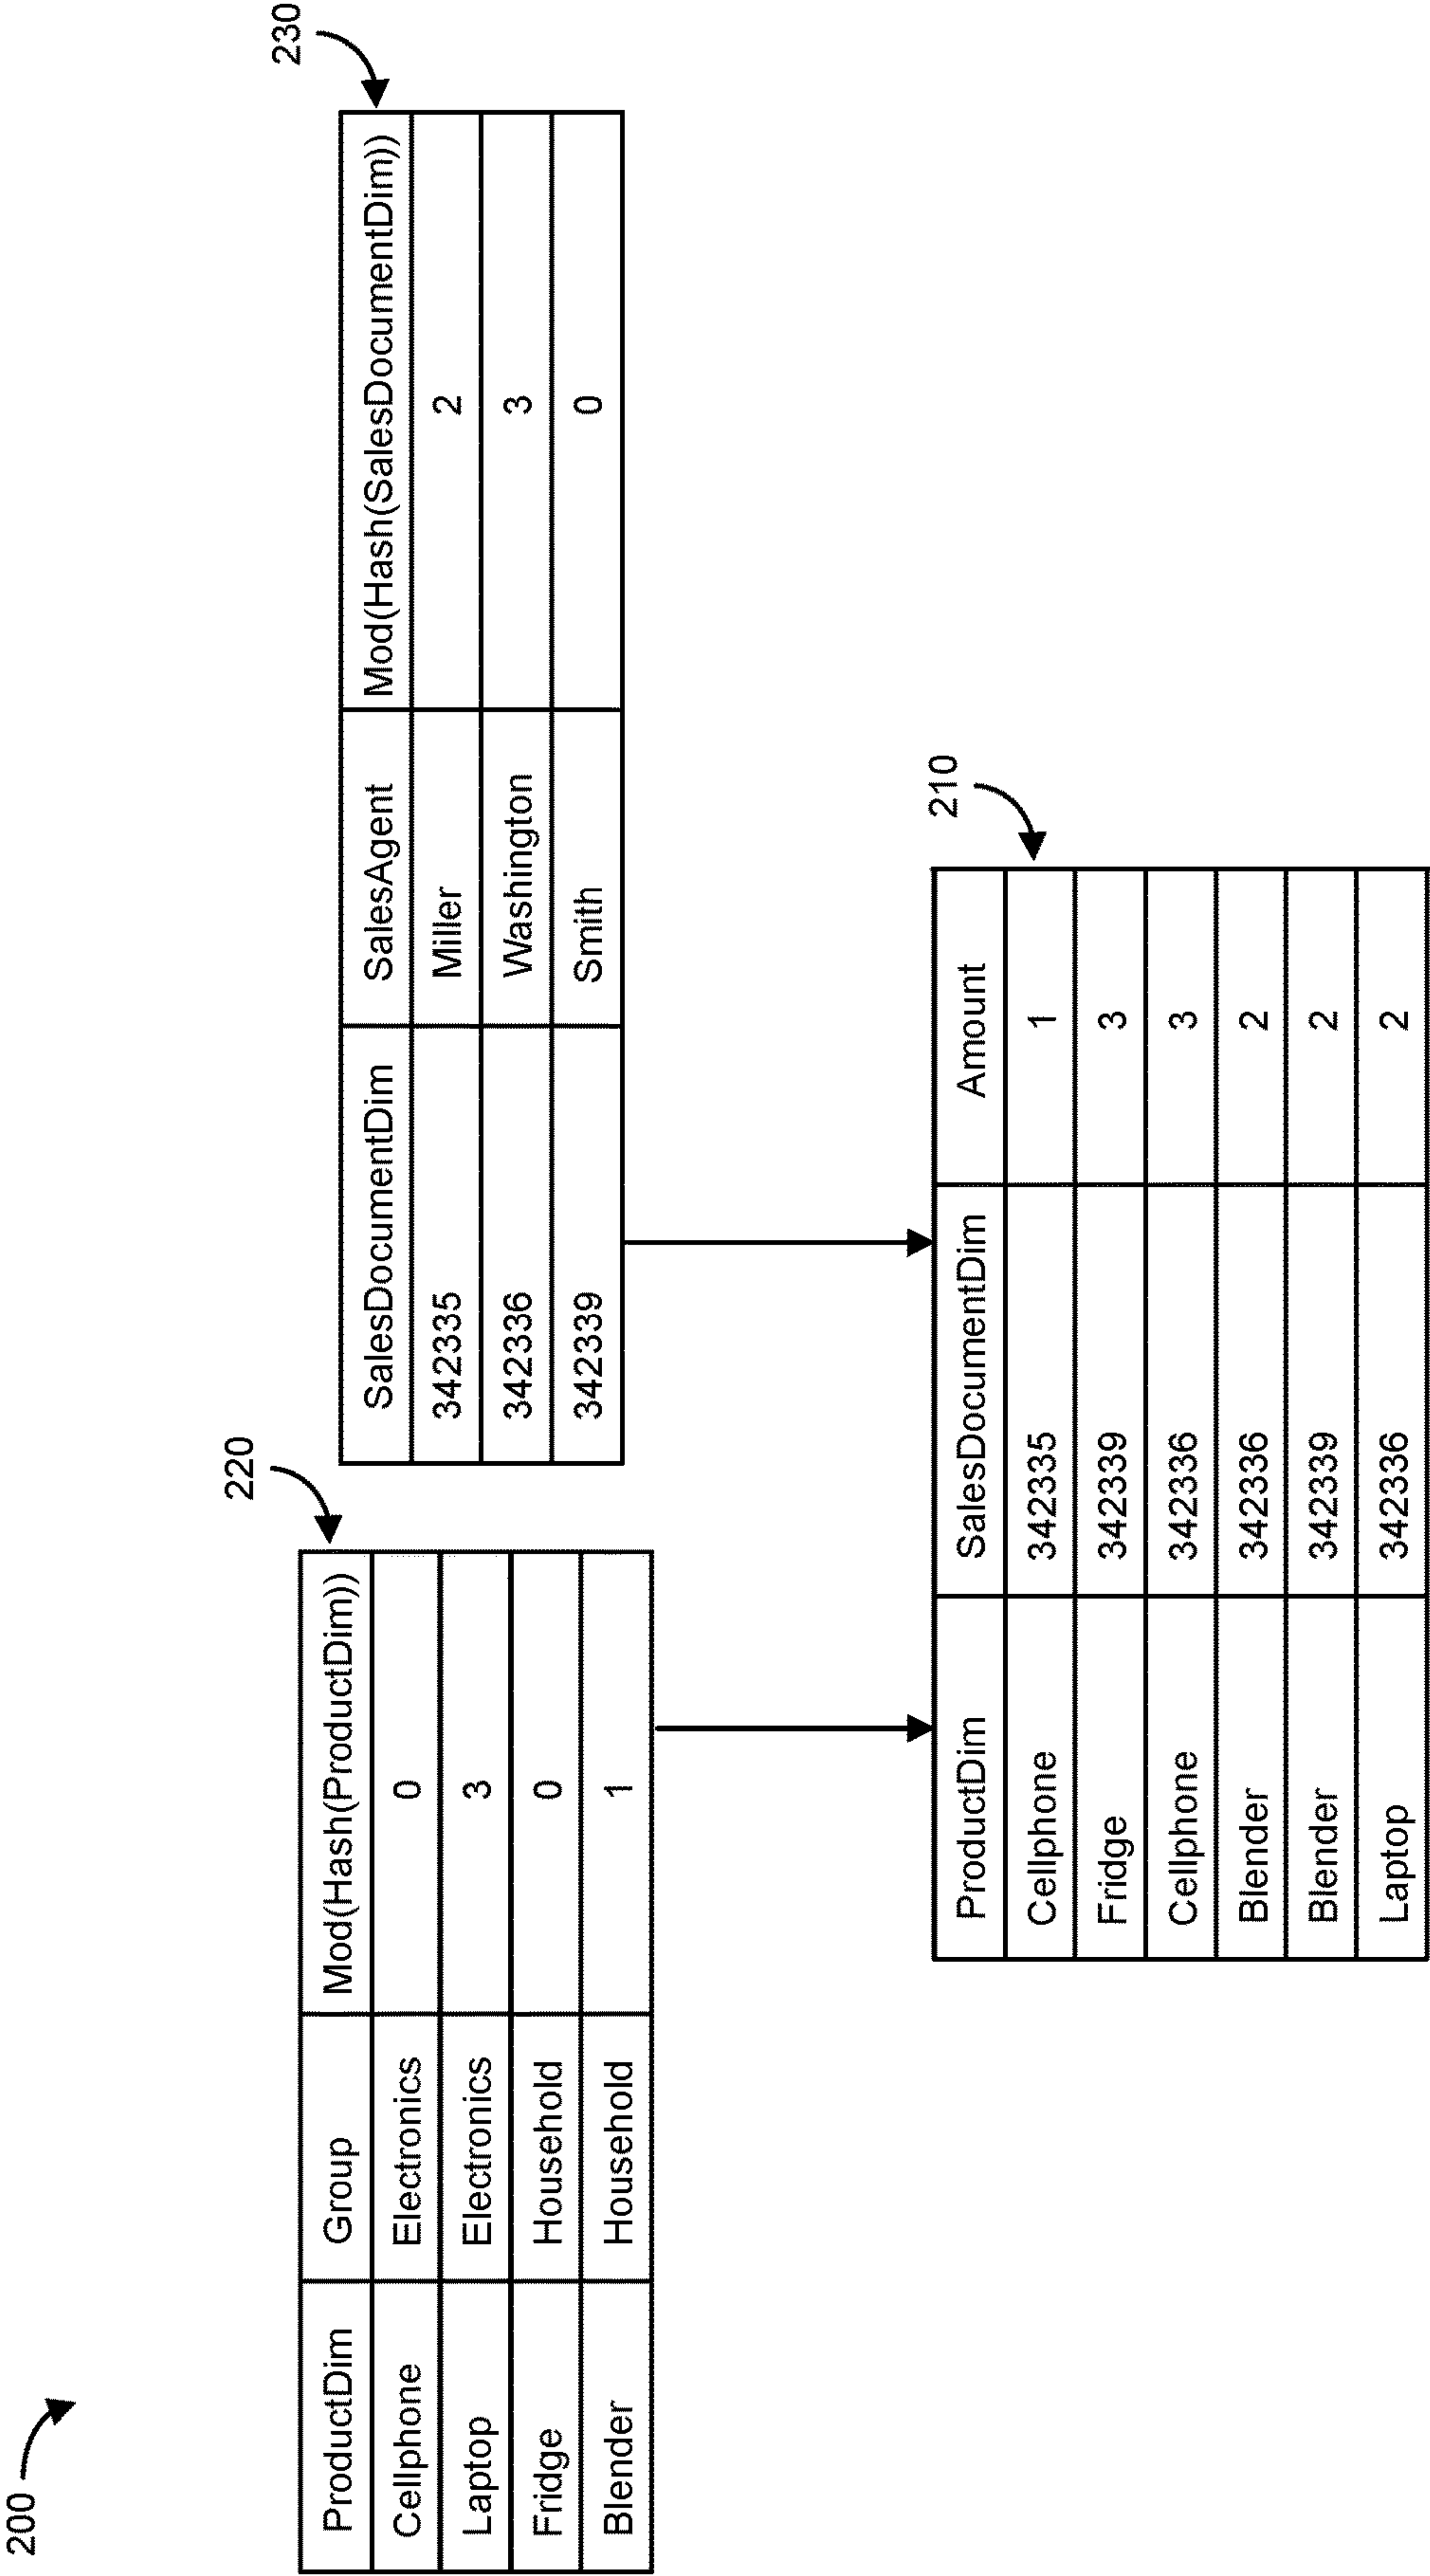 200
220
ProductDim Group Mod(Hash(ProductDim))
Cellphone Electronics 0
Laptop Electronics 3
Fridge Household 0
Blender Household 1
230
SalesDocumentDim SalesAgent Mod(Hash(SalesDocumentDim))
342335 Miller 2
342336 Washington 3
342339 Smith 0
210
ProductDim SalesDocumentDim Amount
Cellphone 342335 1
Fridge 342339 3
Cellphone 342336 3
Blender 342336 2
Blender 342339 2
Laptop 342336 2